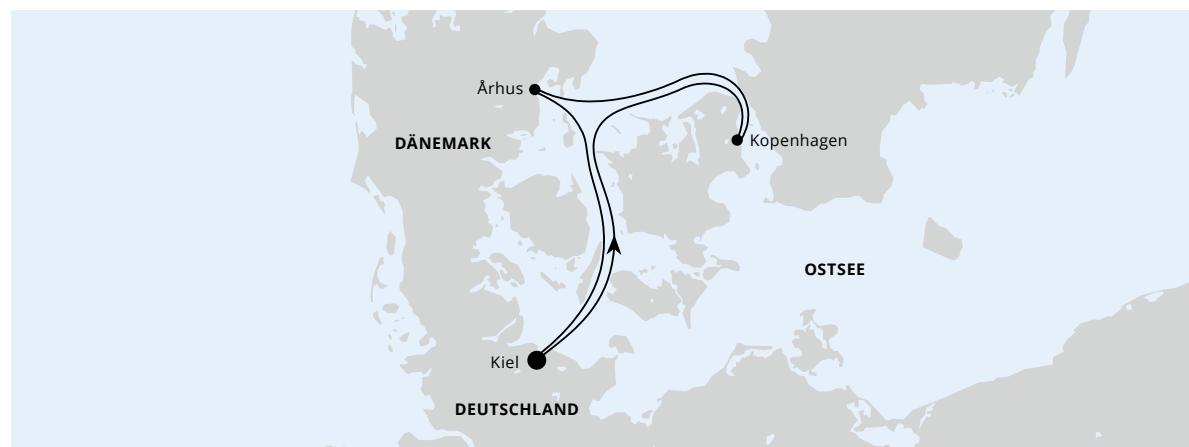 Århus
DÄNEMARK
Kopenhagen
OSTSEE
Kiel
DEUTSCHLAND